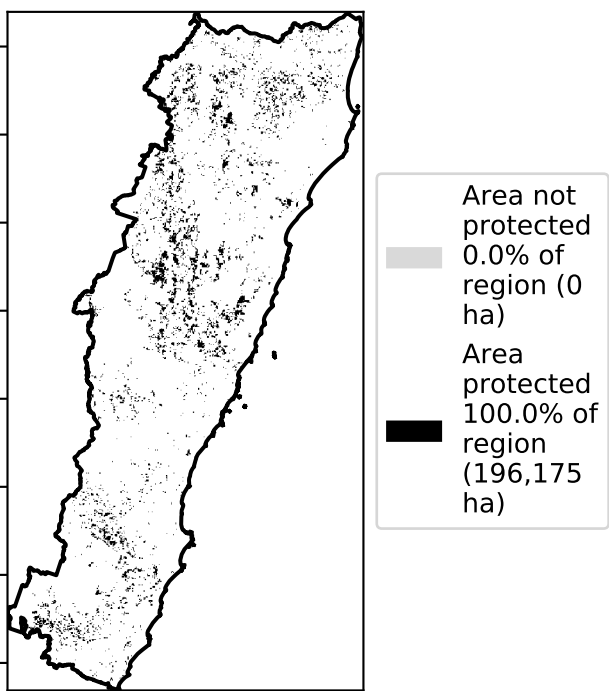 Area not
protected
0.0% of
region (0
ha)
Area
protected
100.0% of
region
(196,175
ha)